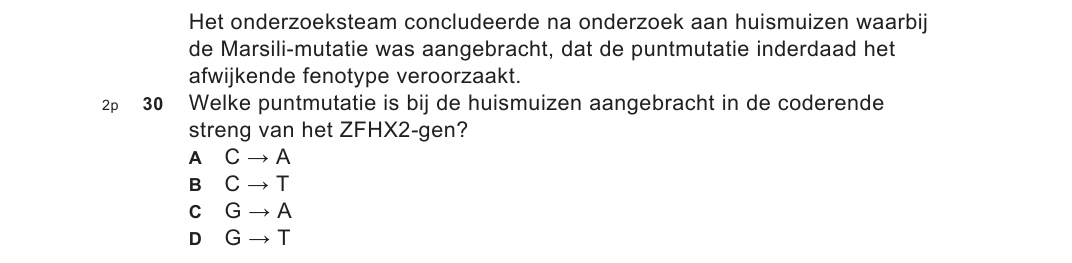 Het onderzoeksteam concludeerde na onderzoek aan huismuizen waarbij
de Marsili-mutatie was aangebracht, dat de puntmutatie inderdaad het
afwijkende fenotype veroorzaakt.
2p 30 Welke puntmutatie is bij de huismuizen aangebracht in de coderende
streng van het ZFHX2-gen?
A C → A
B C → T
C G → A
D G → T